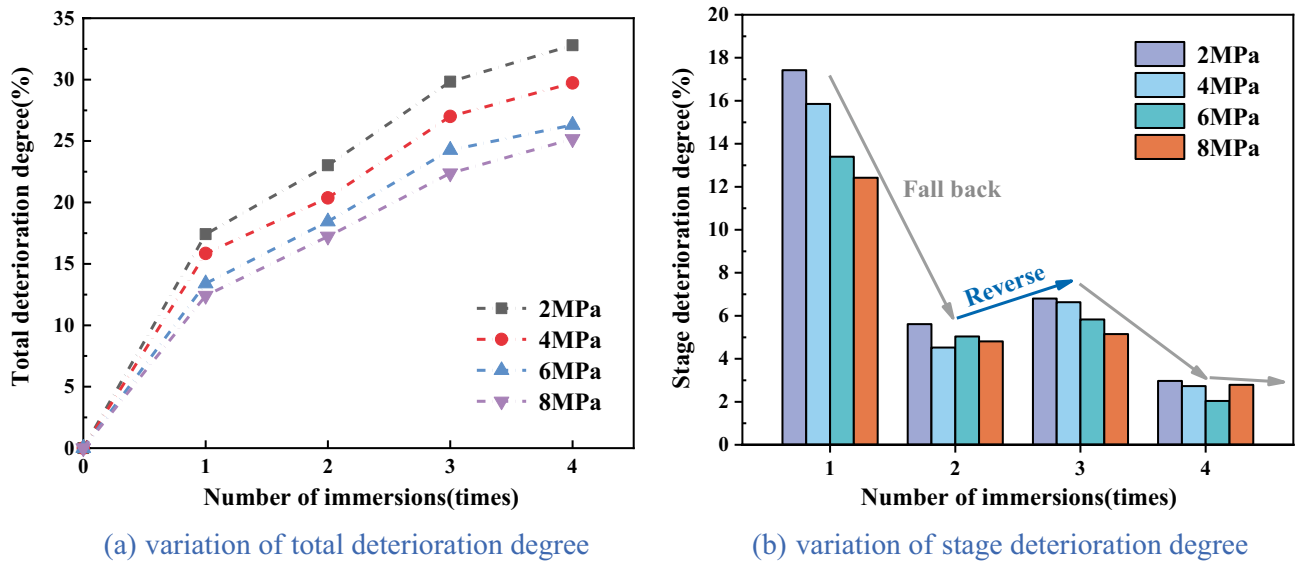 35
30
25
20
15
10
5
0
Total deterioration degree(%)
2MPa
4MPa
6MPa
8MPa
0 1 2 3 4
Number of immersions(times)
(a) variation of total deterioration degree
20
18
16
14
12
10
8
6
4
2
0
Stage deterioration degree(%)
2MPa
4MPa
6MPa
8MPa
Fall back
Reverse
1 2 3 4
Number of immersions(times)
(b) variation of stage deterioration degree